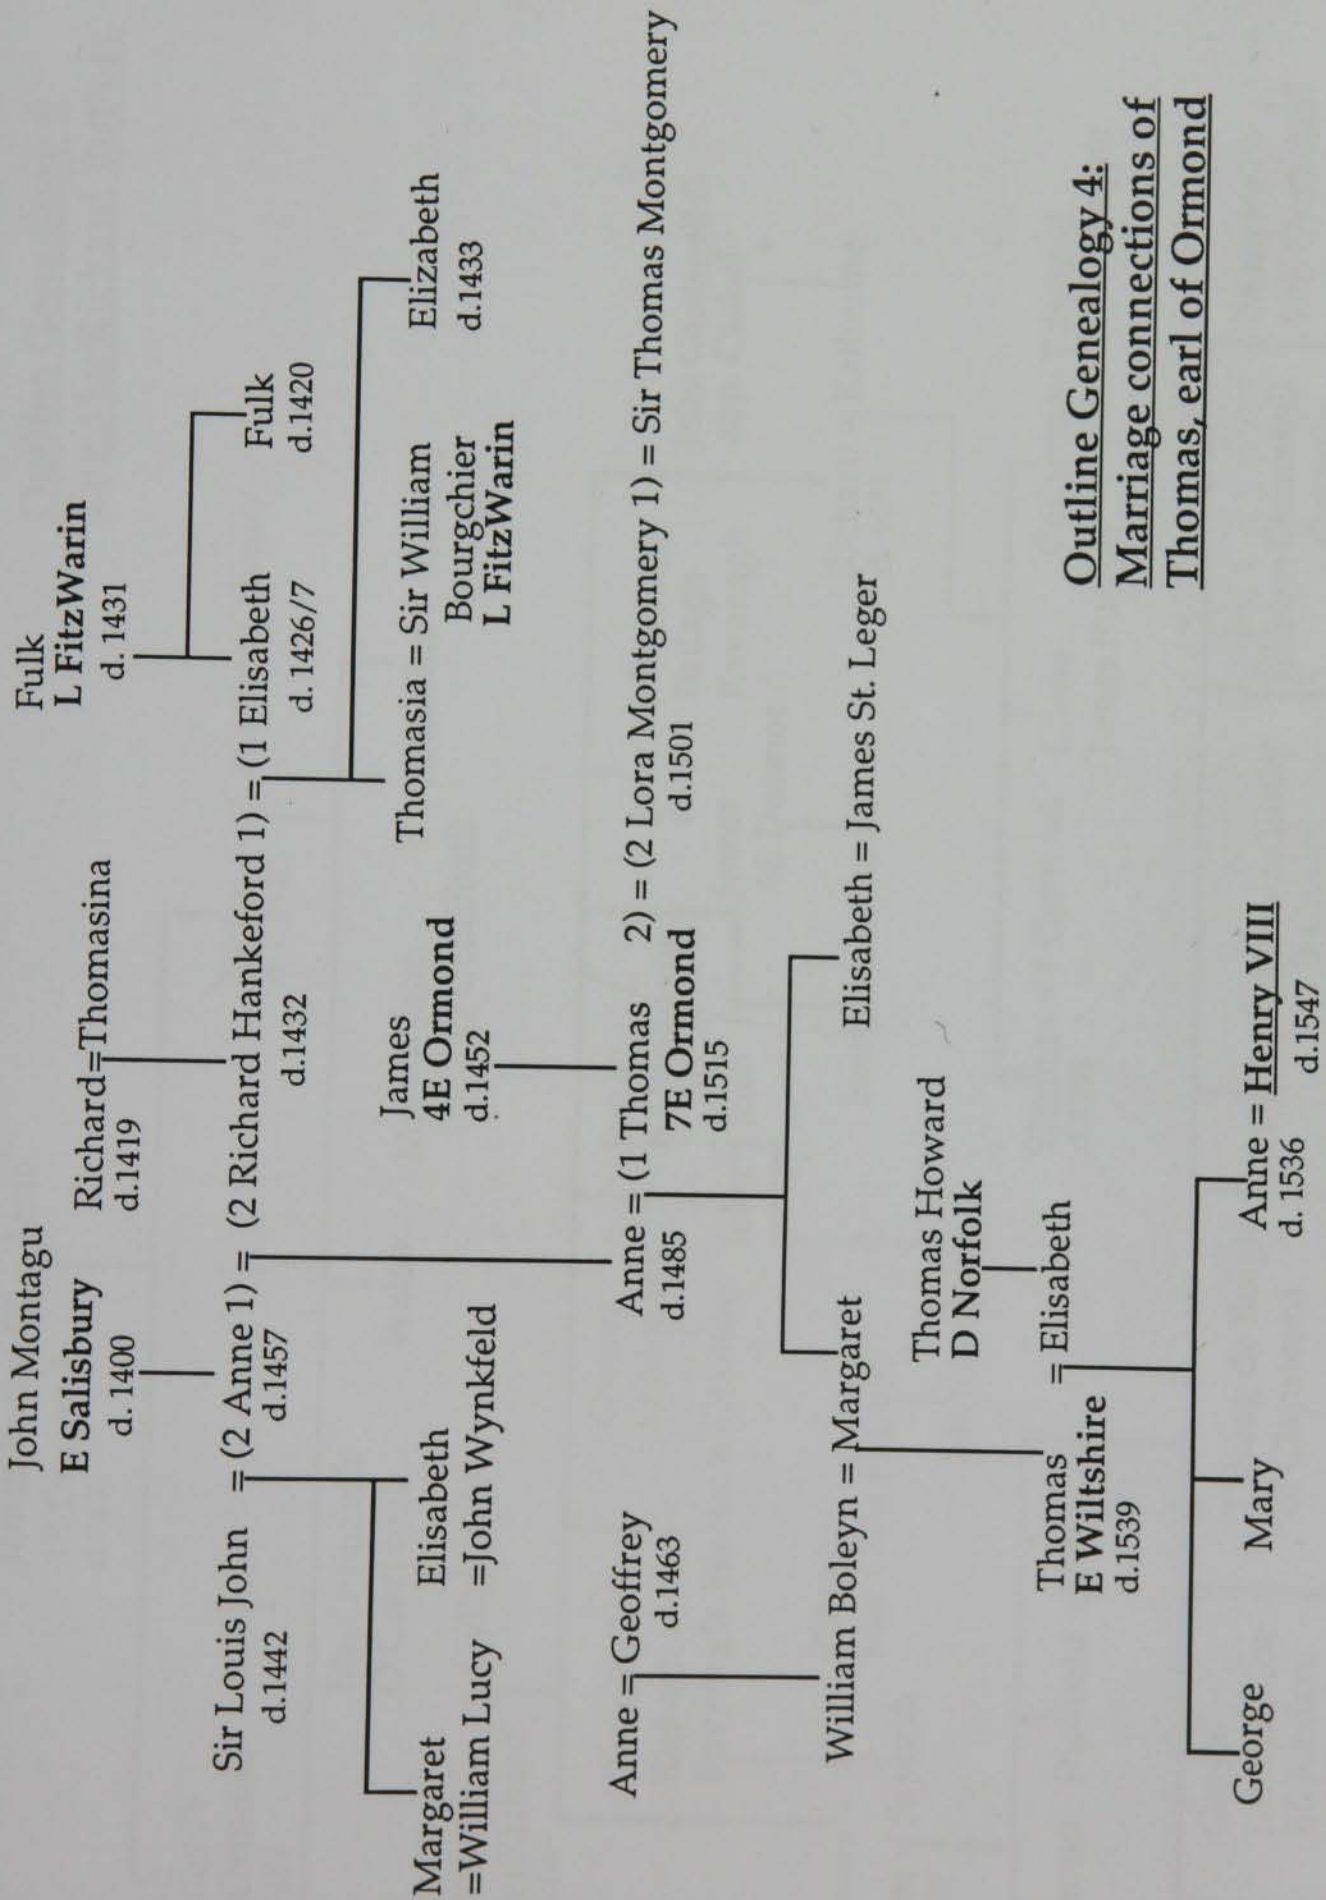 John Montagu
E Salisbury
d. 1400
Richard=Thomasina
d.1419
Fulk
L FitzWarin
d. 1431
Sir Louis John = (2 Anne 1) = (2 Richard Hankeford 1) = (1 Elisabeth
d.1442
d.1457
d.1432
d. 1426/7
Fulk
d.1420
Margaret
=William Lucy
Elisabeth
=John Wynkfeld
James
4E Ormond
d.1452
Thomasia = Sir William
Bourgchier
L FitzWarin
Elizabeth
d.1433
Anne = Geoffrey
d.1463
Anne = (1 Thomas 2) = (2 Lora Montgomery 1) = Sir Thomas Montgomery
d.1485
7E Ormond
d.1515
d.1501
William Boleyn = Margaret
Elisabeth = James St. Leger
Thomas Howard
D Norfolk
Thomas = Elisabeth
E Wiltshire
d.1539
George
Mary
Anne = Henry VIII
d. 1536
d.1547
Outline Genealogy 4:
Marriage connections of
Thomas, earl of Ormond